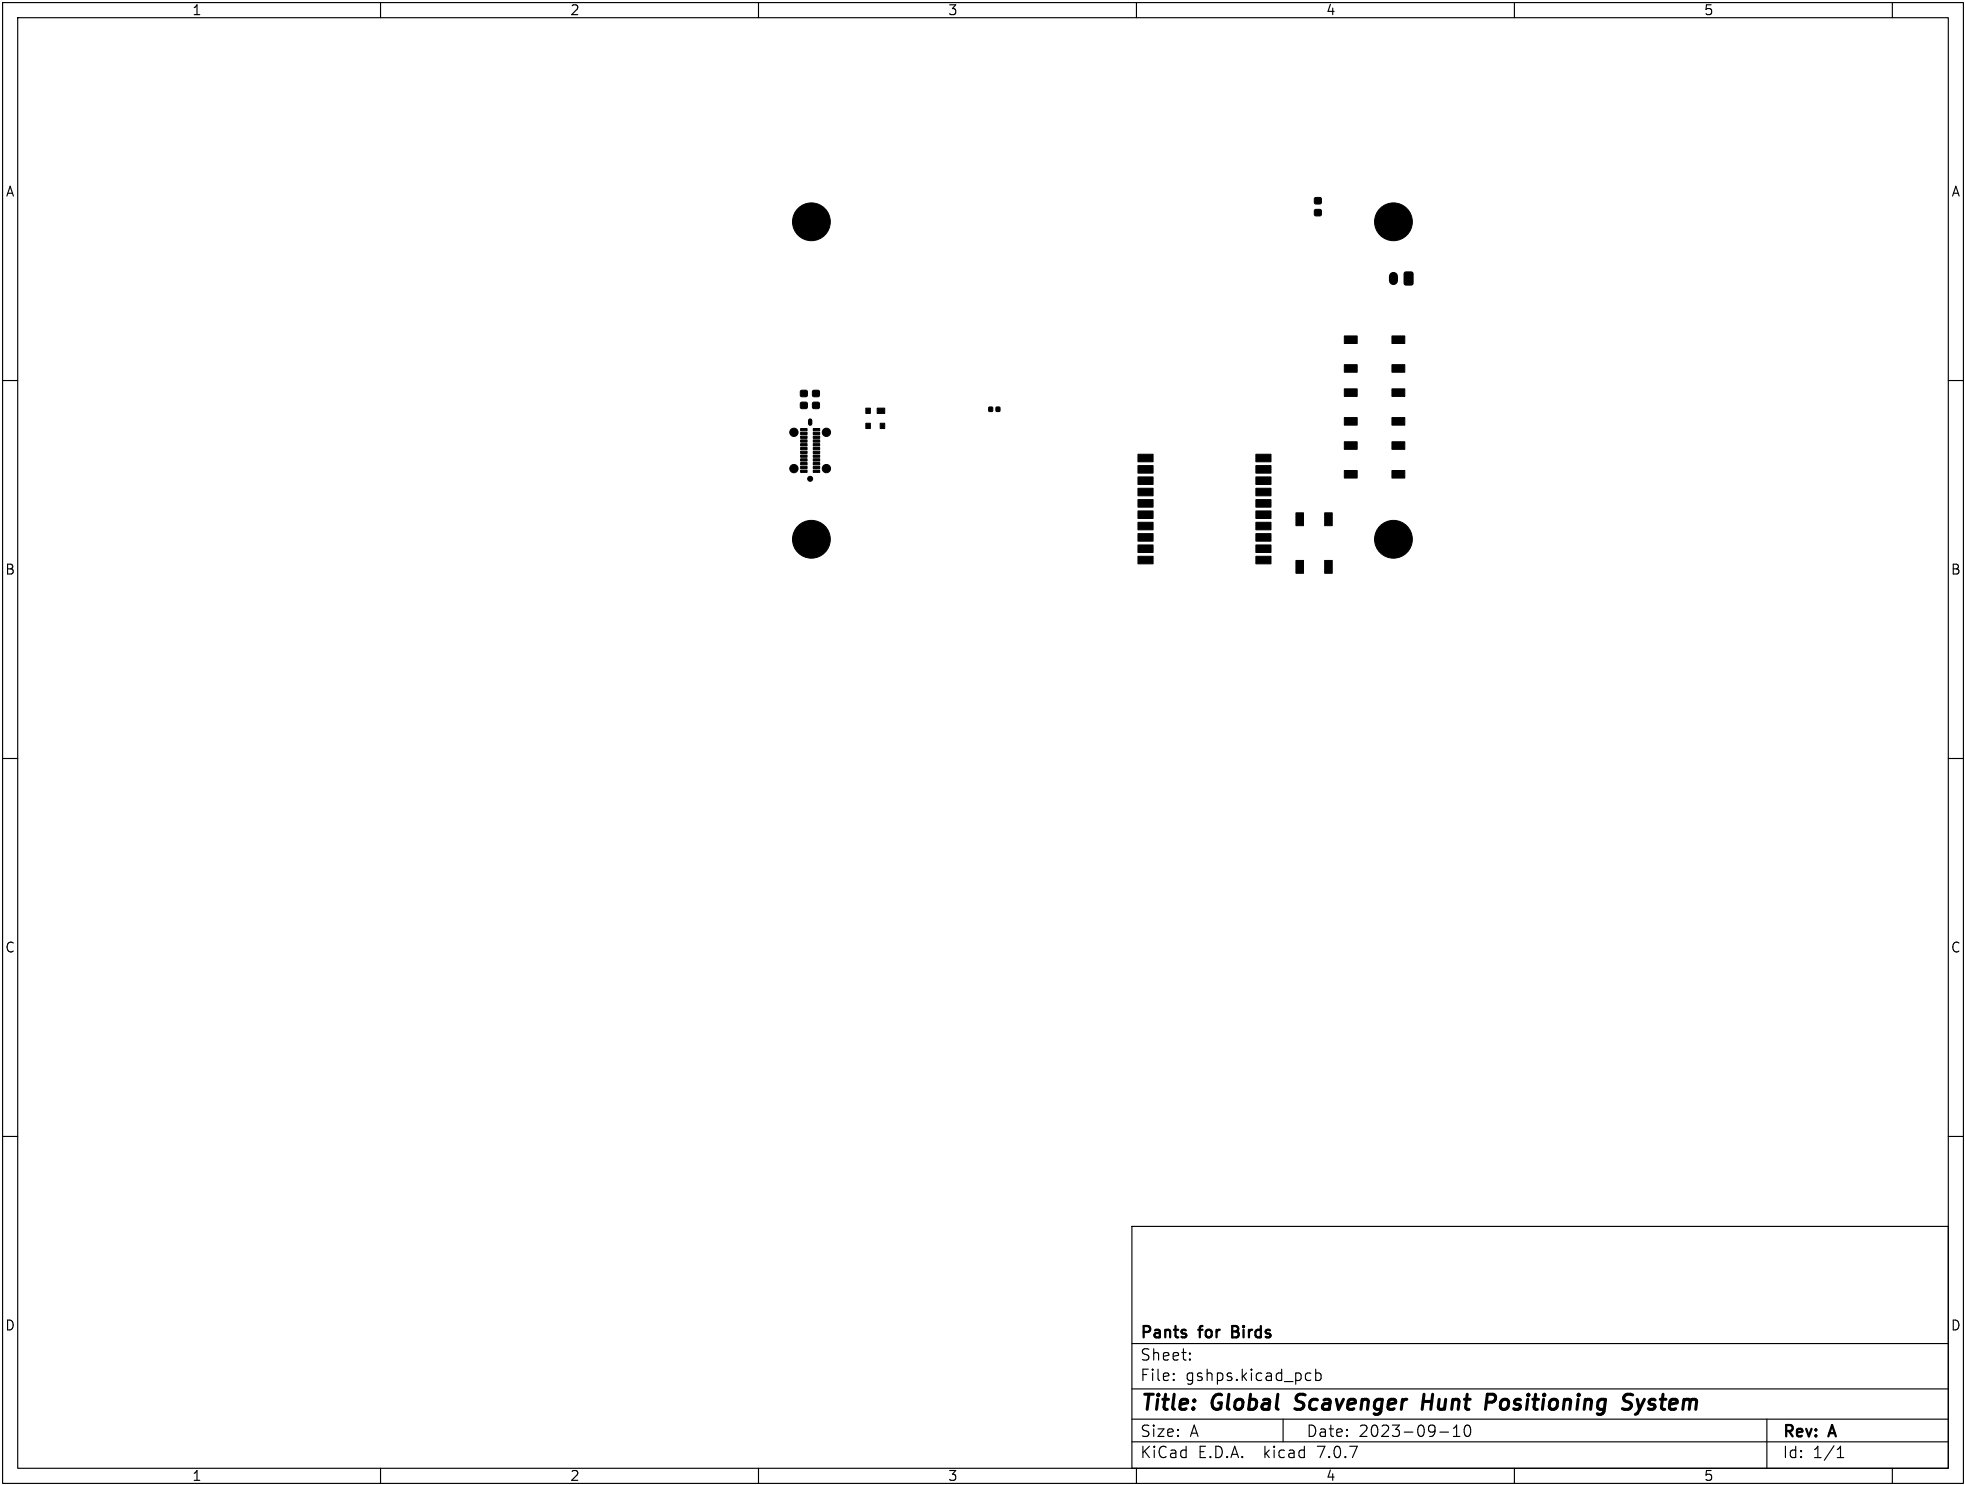 1 2 3 4 5
A A
B B
C C
D D
Pants for Birds
Sheet:
File: gshps.kicad_pcb
Title: Global Scavenger Hunt Positioning System
Size: A Date: 2023-09-10 Rev: A
KiCad E.D.A. kicad 7.0.7 Id: 1/1
1 2 3 4 5